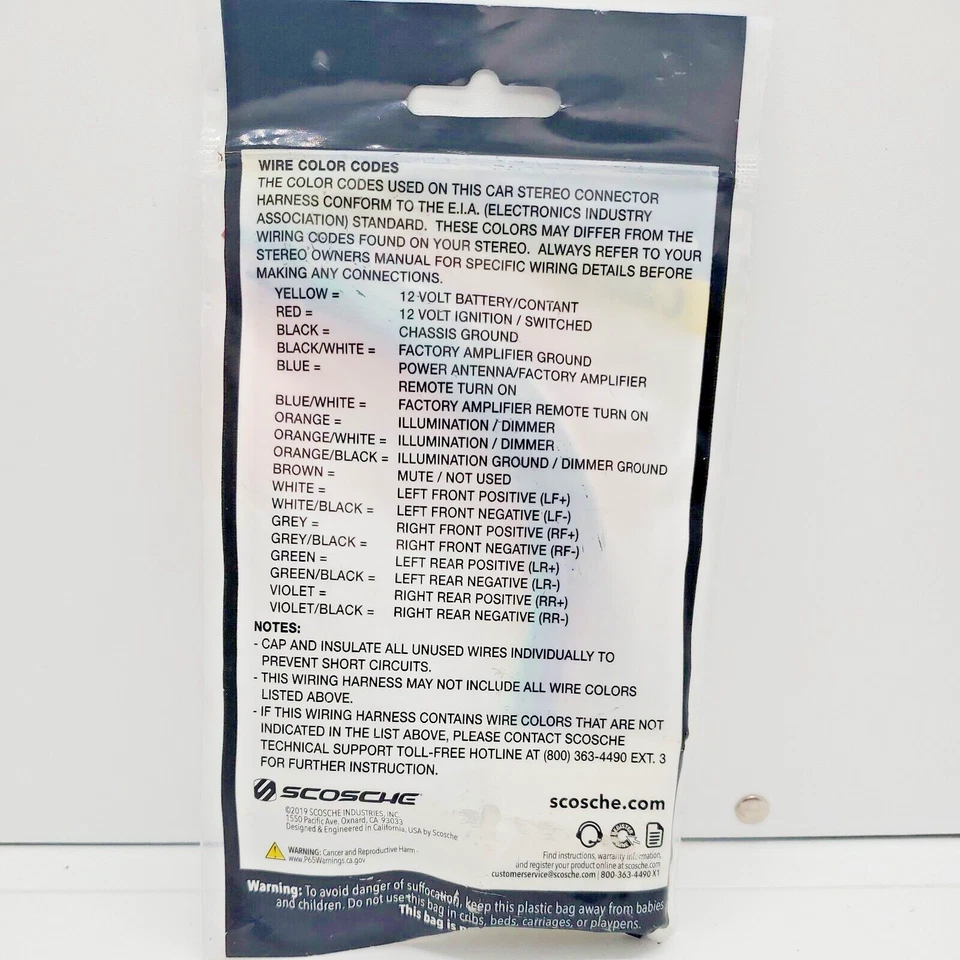 WIRE COLOR CODES
THE COLOR CODES USED ON THIS CAR STEREO CONNECTOR
HARNESS CONFORM TO THE E.I.A. (ELECTRONICS INDUSTRY
ASSOCIATION) STANDARD. THESE COLORS MAY DIFFER FROM THE
WIRING CODES FOUND ON YOUR STEREO. ALWAYS REFER TO YOUR
STEREO OWNERS MANUAL FOR SPECIFIC WIRING DETAILS BEFORE
MAKING ANY CONNECTIONS.
YELLOW = 12 VOLT BATTERY/CONTANT
RED = 12 VOLT IGNITION / SWITCHED
BLACK = CHASSIS GROUND
BLACK/WHITE = FACTORY AMPLIFIER GROUND
BLUE = POWER ANTENNA/FACTORY AMPLIFIER
REMOTE TURN ON
BLUE/WHITE = FACTORY AMPLIFIER REMOTE TURN ON
ORANGE = ILLUMINATION / DIMMER
ORANGE/WHITE = ILLUMINATION / DIMMER
ORANGE/BLACK = ILLUMINATION GROUND / DIMMER GROUND
BROWN = MUTE / NOT USED
WHITE = LEFT FRONT POSITIVE (LF+)
WHITE/BLACK = LEFT FRONT NEGATIVE (LF-)
GREY = RIGHT FRONT POSITIVE (RF+)
GREY/BLACK = RIGHT FRONT NEGATIVE (RF-)
GREEN = LEFT REAR POSITIVE (LR+)
GREEN/BLACK = LEFT REAR NEGATIVE (LR-)
VIOLET = RIGHT REAR POSITIVE (RR+)
VIOLET/BLACK = RIGHT REAR NEGATIVE (RR-)
NOTES:
- CAP AND INSULATE ALL UNUSED WIRES INDIVIDUALLY TO
PREVENT SHORT CIRCUITS.
- THIS WIRING HARNESS MAY NOT INCLUDE ALL WIRE COLORS
LISTED ABOVE.
- IF THIS WIRING HARNESS CONTAINS WIRE COLORS THAT ARE NOT
INDICATED IN THE LIST ABOVE, PLEASE CONTACT SCOSCHE
TECHNICAL SUPPORT TOLL-FREE HOTLINE AT (800) 363-4490 EXT. 3
FOR FURTHER INSTRUCTION.
SCOSCHE
©2019 SCOSCHE INDUSTRIES, INC.
1550 Pacific Ave. Oxnard, CA 93033
Designed & Engineered in California, USA by Scosche
WARNING: Cancer and Reproductive Harm -
www.P65Warnings.ca.gov
scosche.com
Find instructions, warranty information,
and register your product online at scosche.com
customerservice@scosche.com | 800-363-4490 X1
Warning: To avoid danger of suffocation, keep this plastic bag away from babies
and children. Do not use this bag in cribs, beds, carriages, or playpens.
This bag is